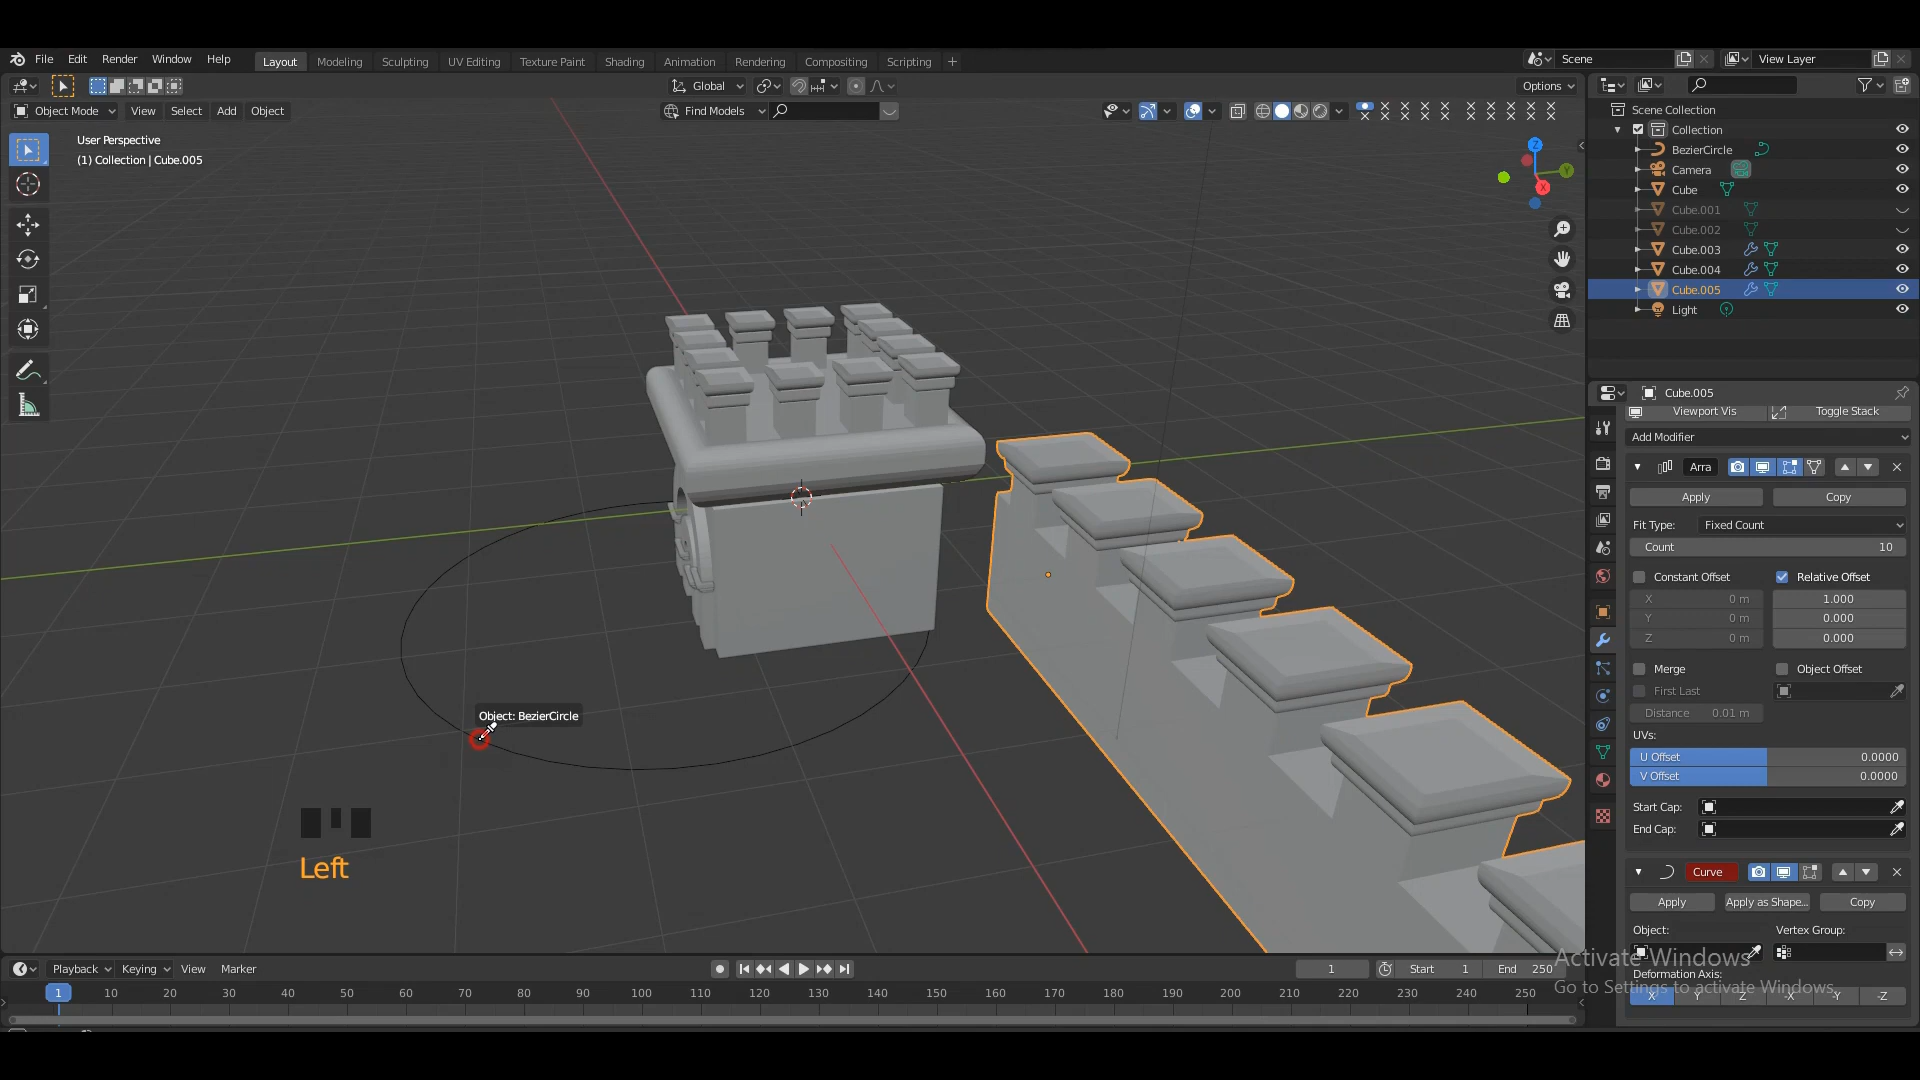 File Edit Render Window Help Layout Modeling Sculpting UV Editing Texture Paint Shading Animation Rendering Compositing Scripting + Scene View Layer
Global Options
Object Mode View Select Add Object Find Models
User Perspective
(1) Collection | Cube.005
Scene Collection
Collection
BezierCircle
Camera
Cube
Cube.001
Cube.002
Cube.003
Cube.004
Cube.005
Light
Z
Y
X
Cube.005
Viewport Vis Toggle Stack
Add Modifier
Arra
Apply Copy
Fit Type: Fixed Count
Count 10
Constant Offset Relative Offset
X 0 m 1.000
Y 0 m 0.000
Z 0 m 0.000
Merge Object Offset
First Last
Distance 0.01 m
UVs:
U Offset 0.0000
V Offset 0.0000
Start Cap:
End Cap:
Curve
Apply Apply as Shape... Copy
Object: Vertex Group:
Deformation Axis:
X Y Z -X -Y -Z
Activate Windows
Go to Settings to activate Windows.
Object: BezierCircle
Left
Playback Keying View Marker 1 Start 1 End 250
1 10 20 30 40 50 60 70 80 90 100 110 120 130 140 150 160 170 180 190 200 210 220 230 240 250